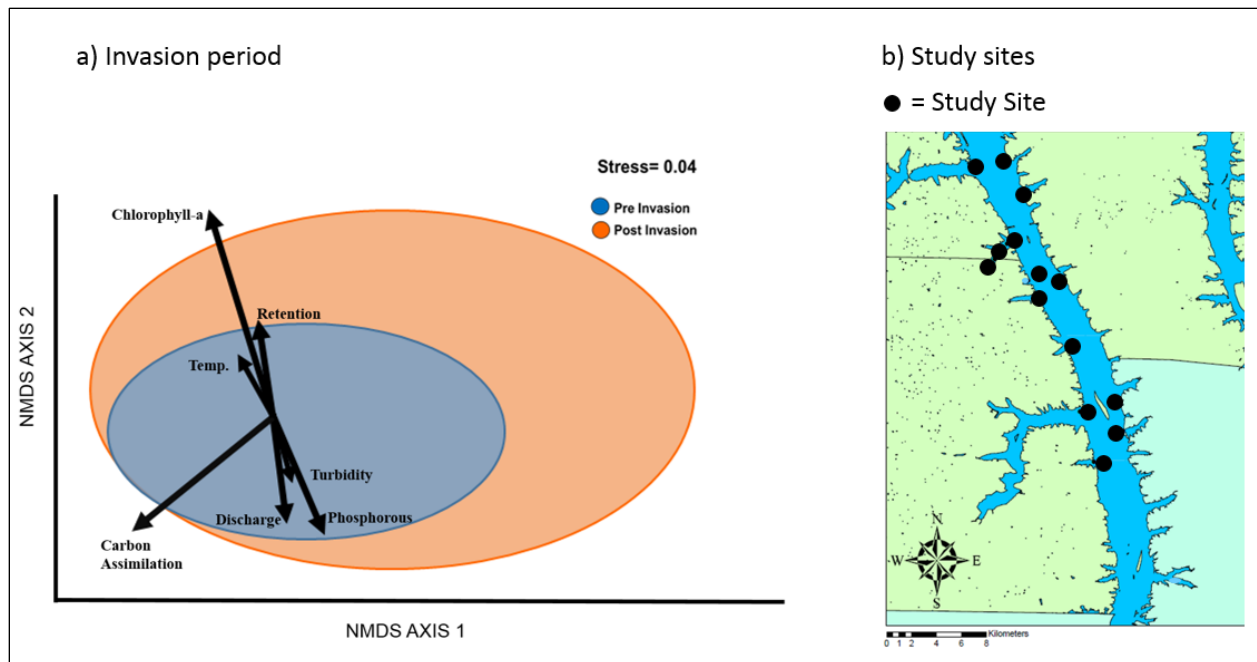 a) Invasion period
Stress= 0.04
Pre Invasion
Post Invasion
Chlorophyll-a
Retention
Temp.
Turbidity
Discharge
Phosphorous
Carbon
Assimilation
NMDS AXIS 2
NMDS AXIS 1
b) Study sites
= Study Site
N
W
E
S
0 1 2 4 6 8
Kilometers